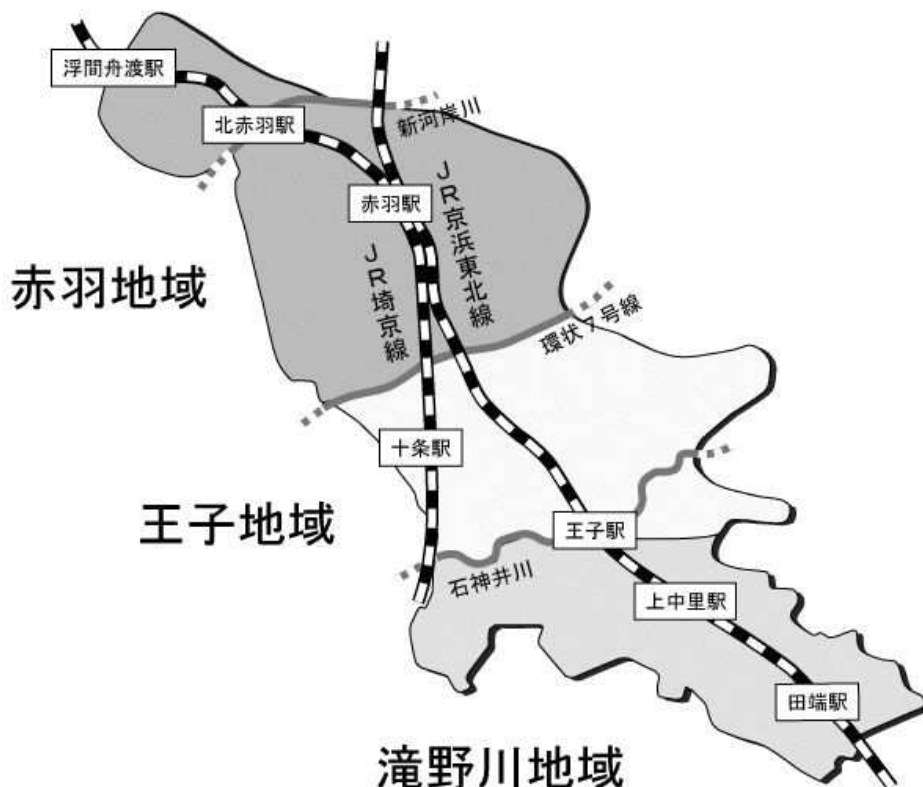 浮間舟渡駅
北赤羽駅
新河岸川
赤羽駅
JR京浜東北線
JR埼京線
赤羽地域
環状7号線
十条駅
王子地域
王子駅
石神井川
上中里駅
田端駅
滝野川地域